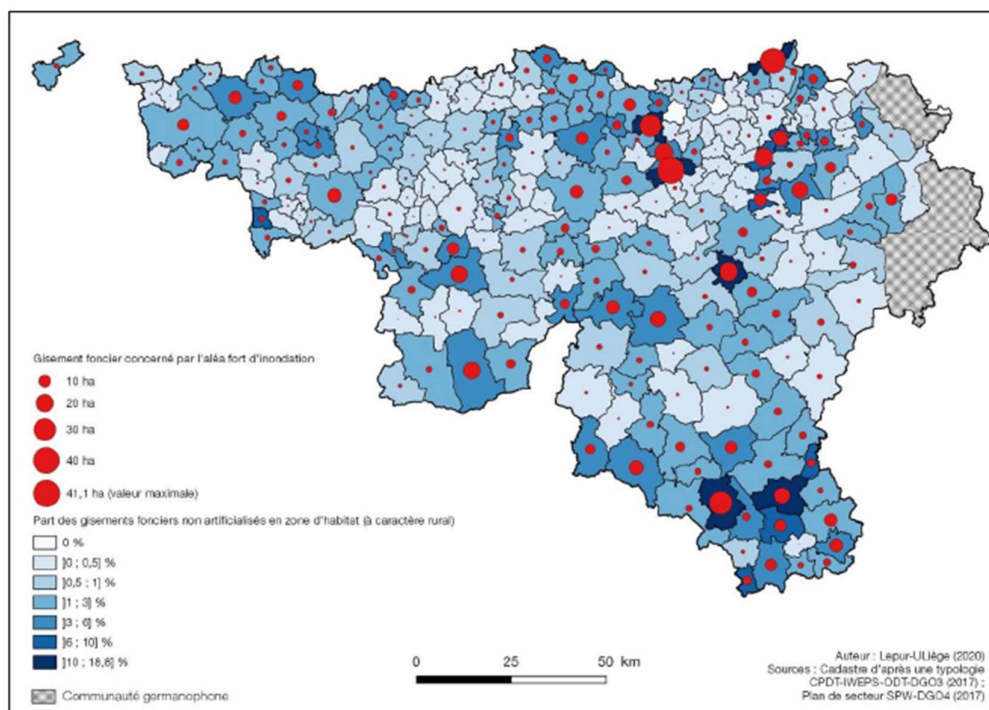 Gisement foncier concerné par l'aléa fort d'inondation
10 ha
20 ha
30 ha
40 ha
41,1 ha (valeur maximale)
Part des gisements fonciers non artificialisés en zone d'habitat (à caractère rural)
0 %
]0 ; 0,5] %
]0,5 ; 1] %
]1 ; 3] %
]3 ; 6] %
]6 ; 10] %
]10 ; 18,8] %
Communauté germanophone
0 25 50 km
Auteur : Lepur-ULiège (2020)
Sources : Cadastre d'après une typologie
CPDT-IWEPS-ODT-DGO3 (2017) ;
Plan de secteur SPW-DGO4 (2017)